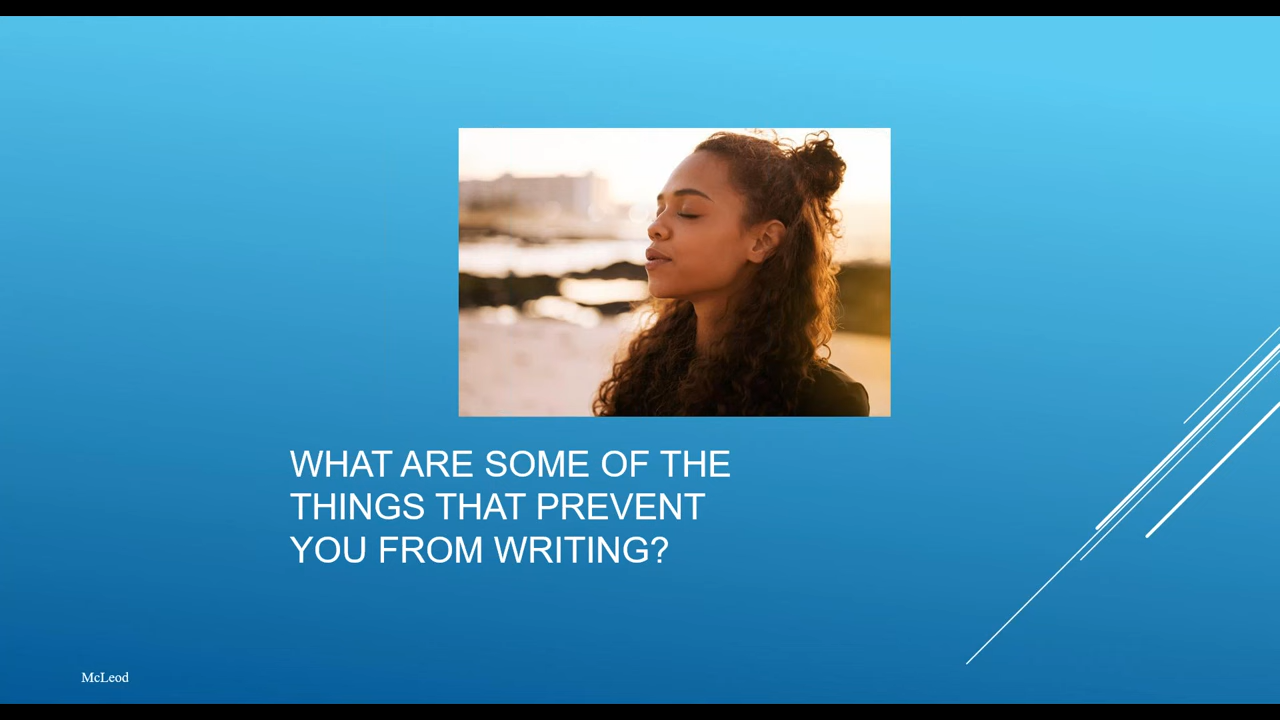 WHAT ARE SOME OF THE
THINGS THAT PREVENT
YOU FROM WRITING?
McLeod